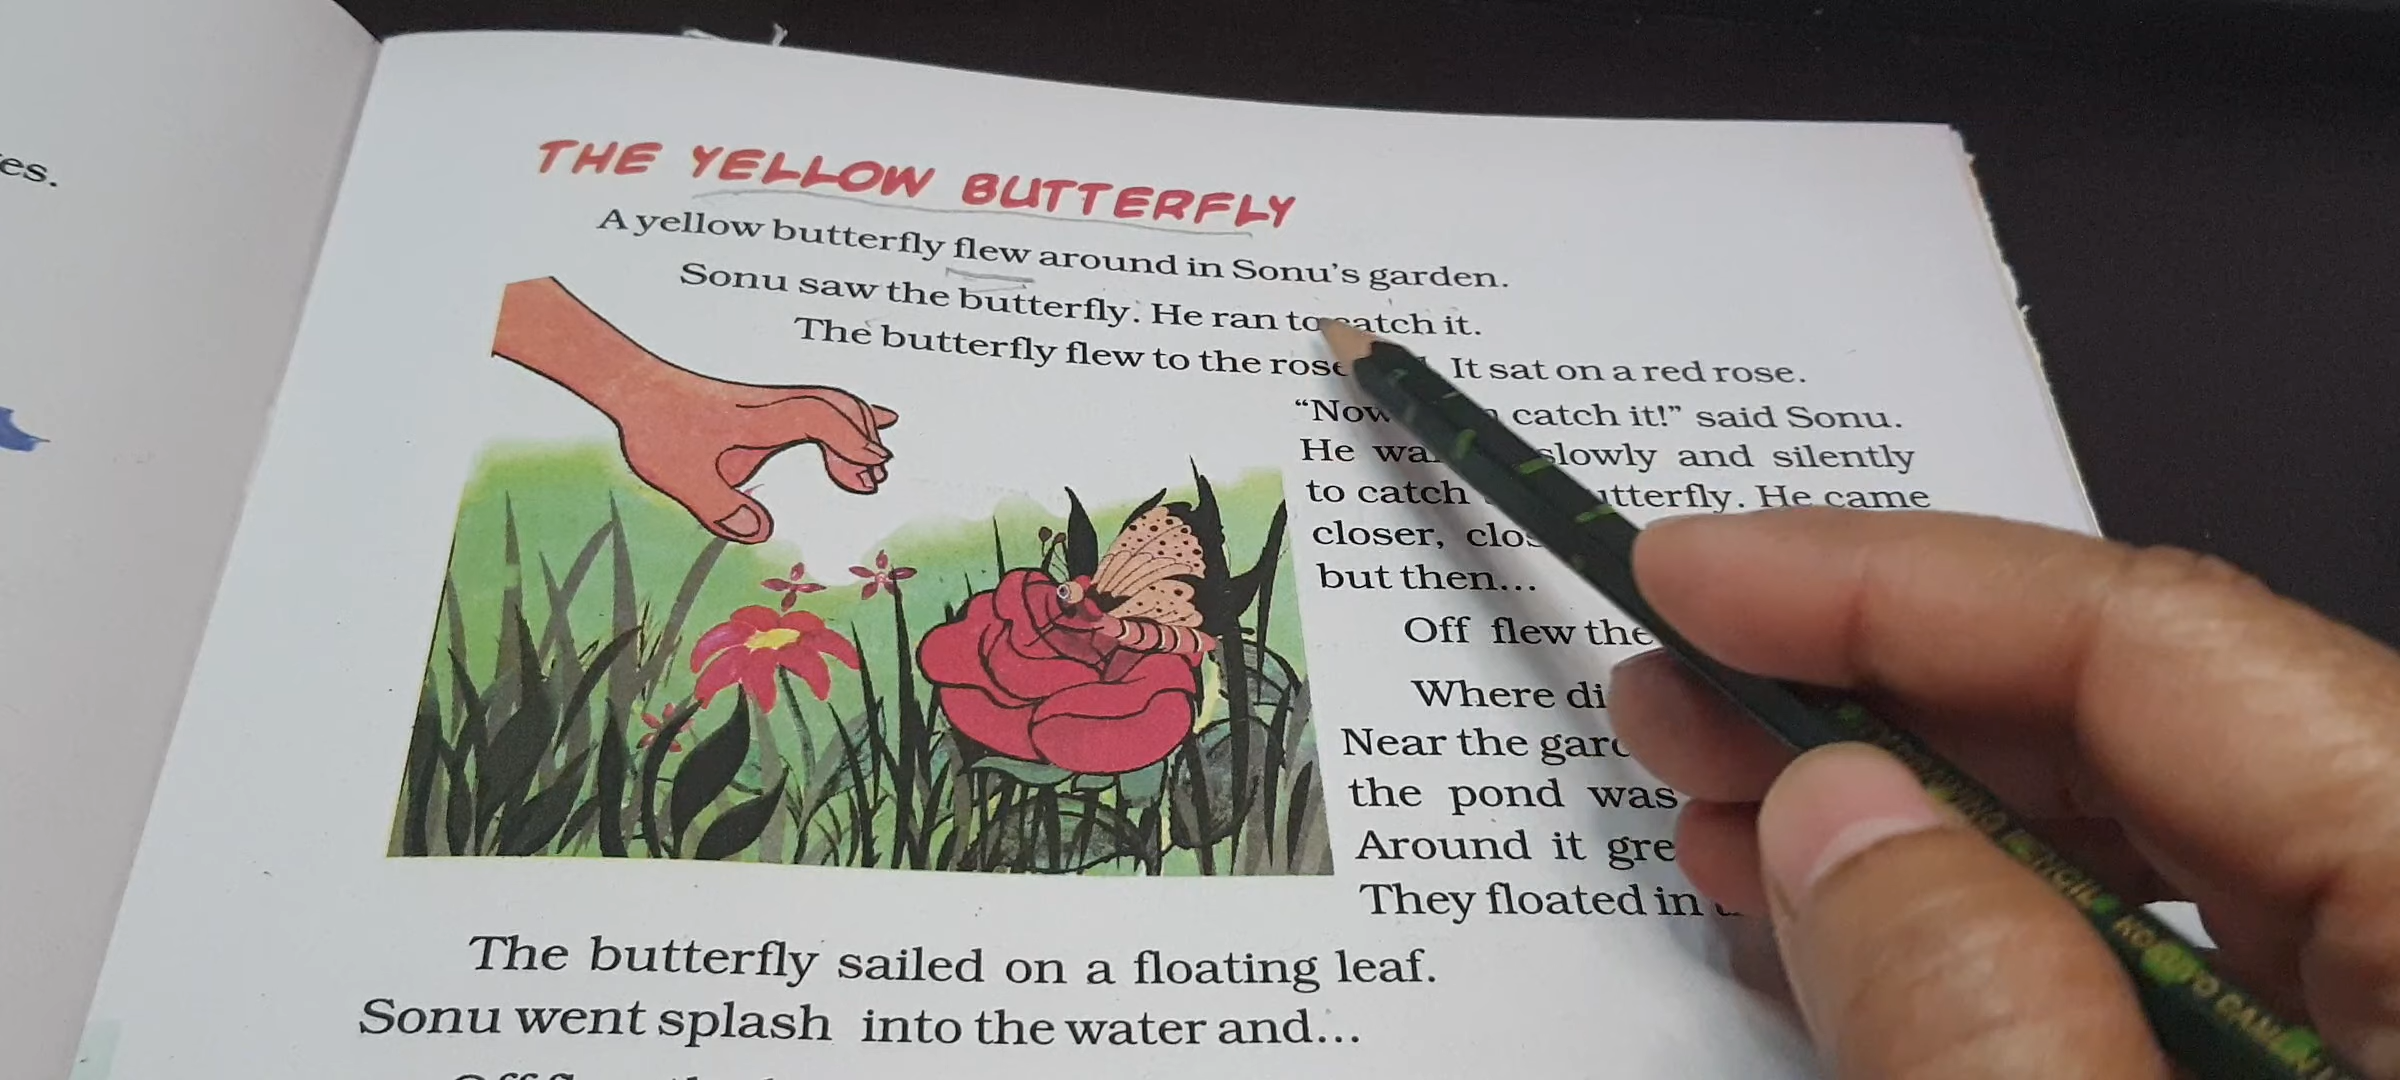 es.
THE YELLOW BUTTERFLY
A yellow butterfly flew around in Sonu's garden.
Sonu saw the butterfly. He ran to catch it.
The butterfly flew to the rose It sat on a red rose.
"Now catch it!" said Sonu.
He slowly and silently
to catch He came
closer,
but then...
Off flew the
Where
Near the
the pond was
Around it
They floated in
The butterfly sailed on a floating leaf.
Sonu went splash into the water and...